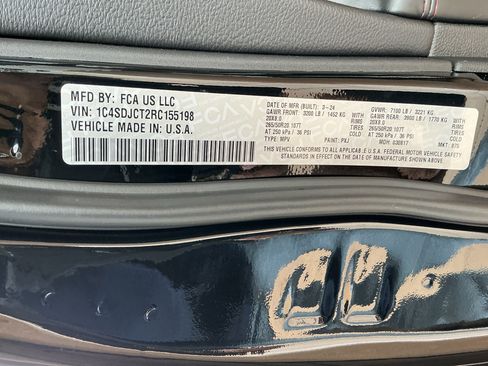 MFD BY: FCA US LLC
VIN: 1C4SDJCT2RC155198
VEHICLE MADE IN U.S.A.
DATE OF MFR (BUILT): 3-24 GVWR: 7100 LB / 3221 KG
GAWR FRONT: 3200 LB / 1452 KG WITH GAWR REAR: 3900 LB / 1770 KG WITH
20X8.0 RIMS 20X8.0 RIMS
265/50R20 107T TIRES 265/50R20 107T TIRES
AT 250 kPa / 36 PSI AT 250 kPa / 36 PSI
TYPE: MPV PAINT: PXJ MDH: 030817 MKT: B75
THIS VEHICLE CONFORMS TO ALL APPLICABLE U.S.A. FEDERAL MOTOR VEHICLE SAFETY
STANDARDS IN EFFECT ON THE DATE OF MANUFACTURE SHOWN ABOVE.